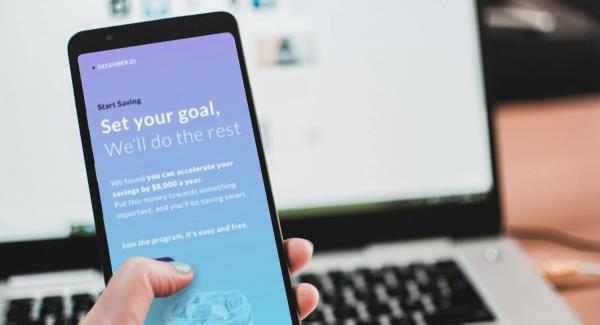 DECEMBER 25
Start Saving
Set your goal,
We'll do the rest
We found you can accelerate your
savings by $8,000 a year.
Put this money towards something
important, and you'll be saving smart.
Join the program, it's easy and free.